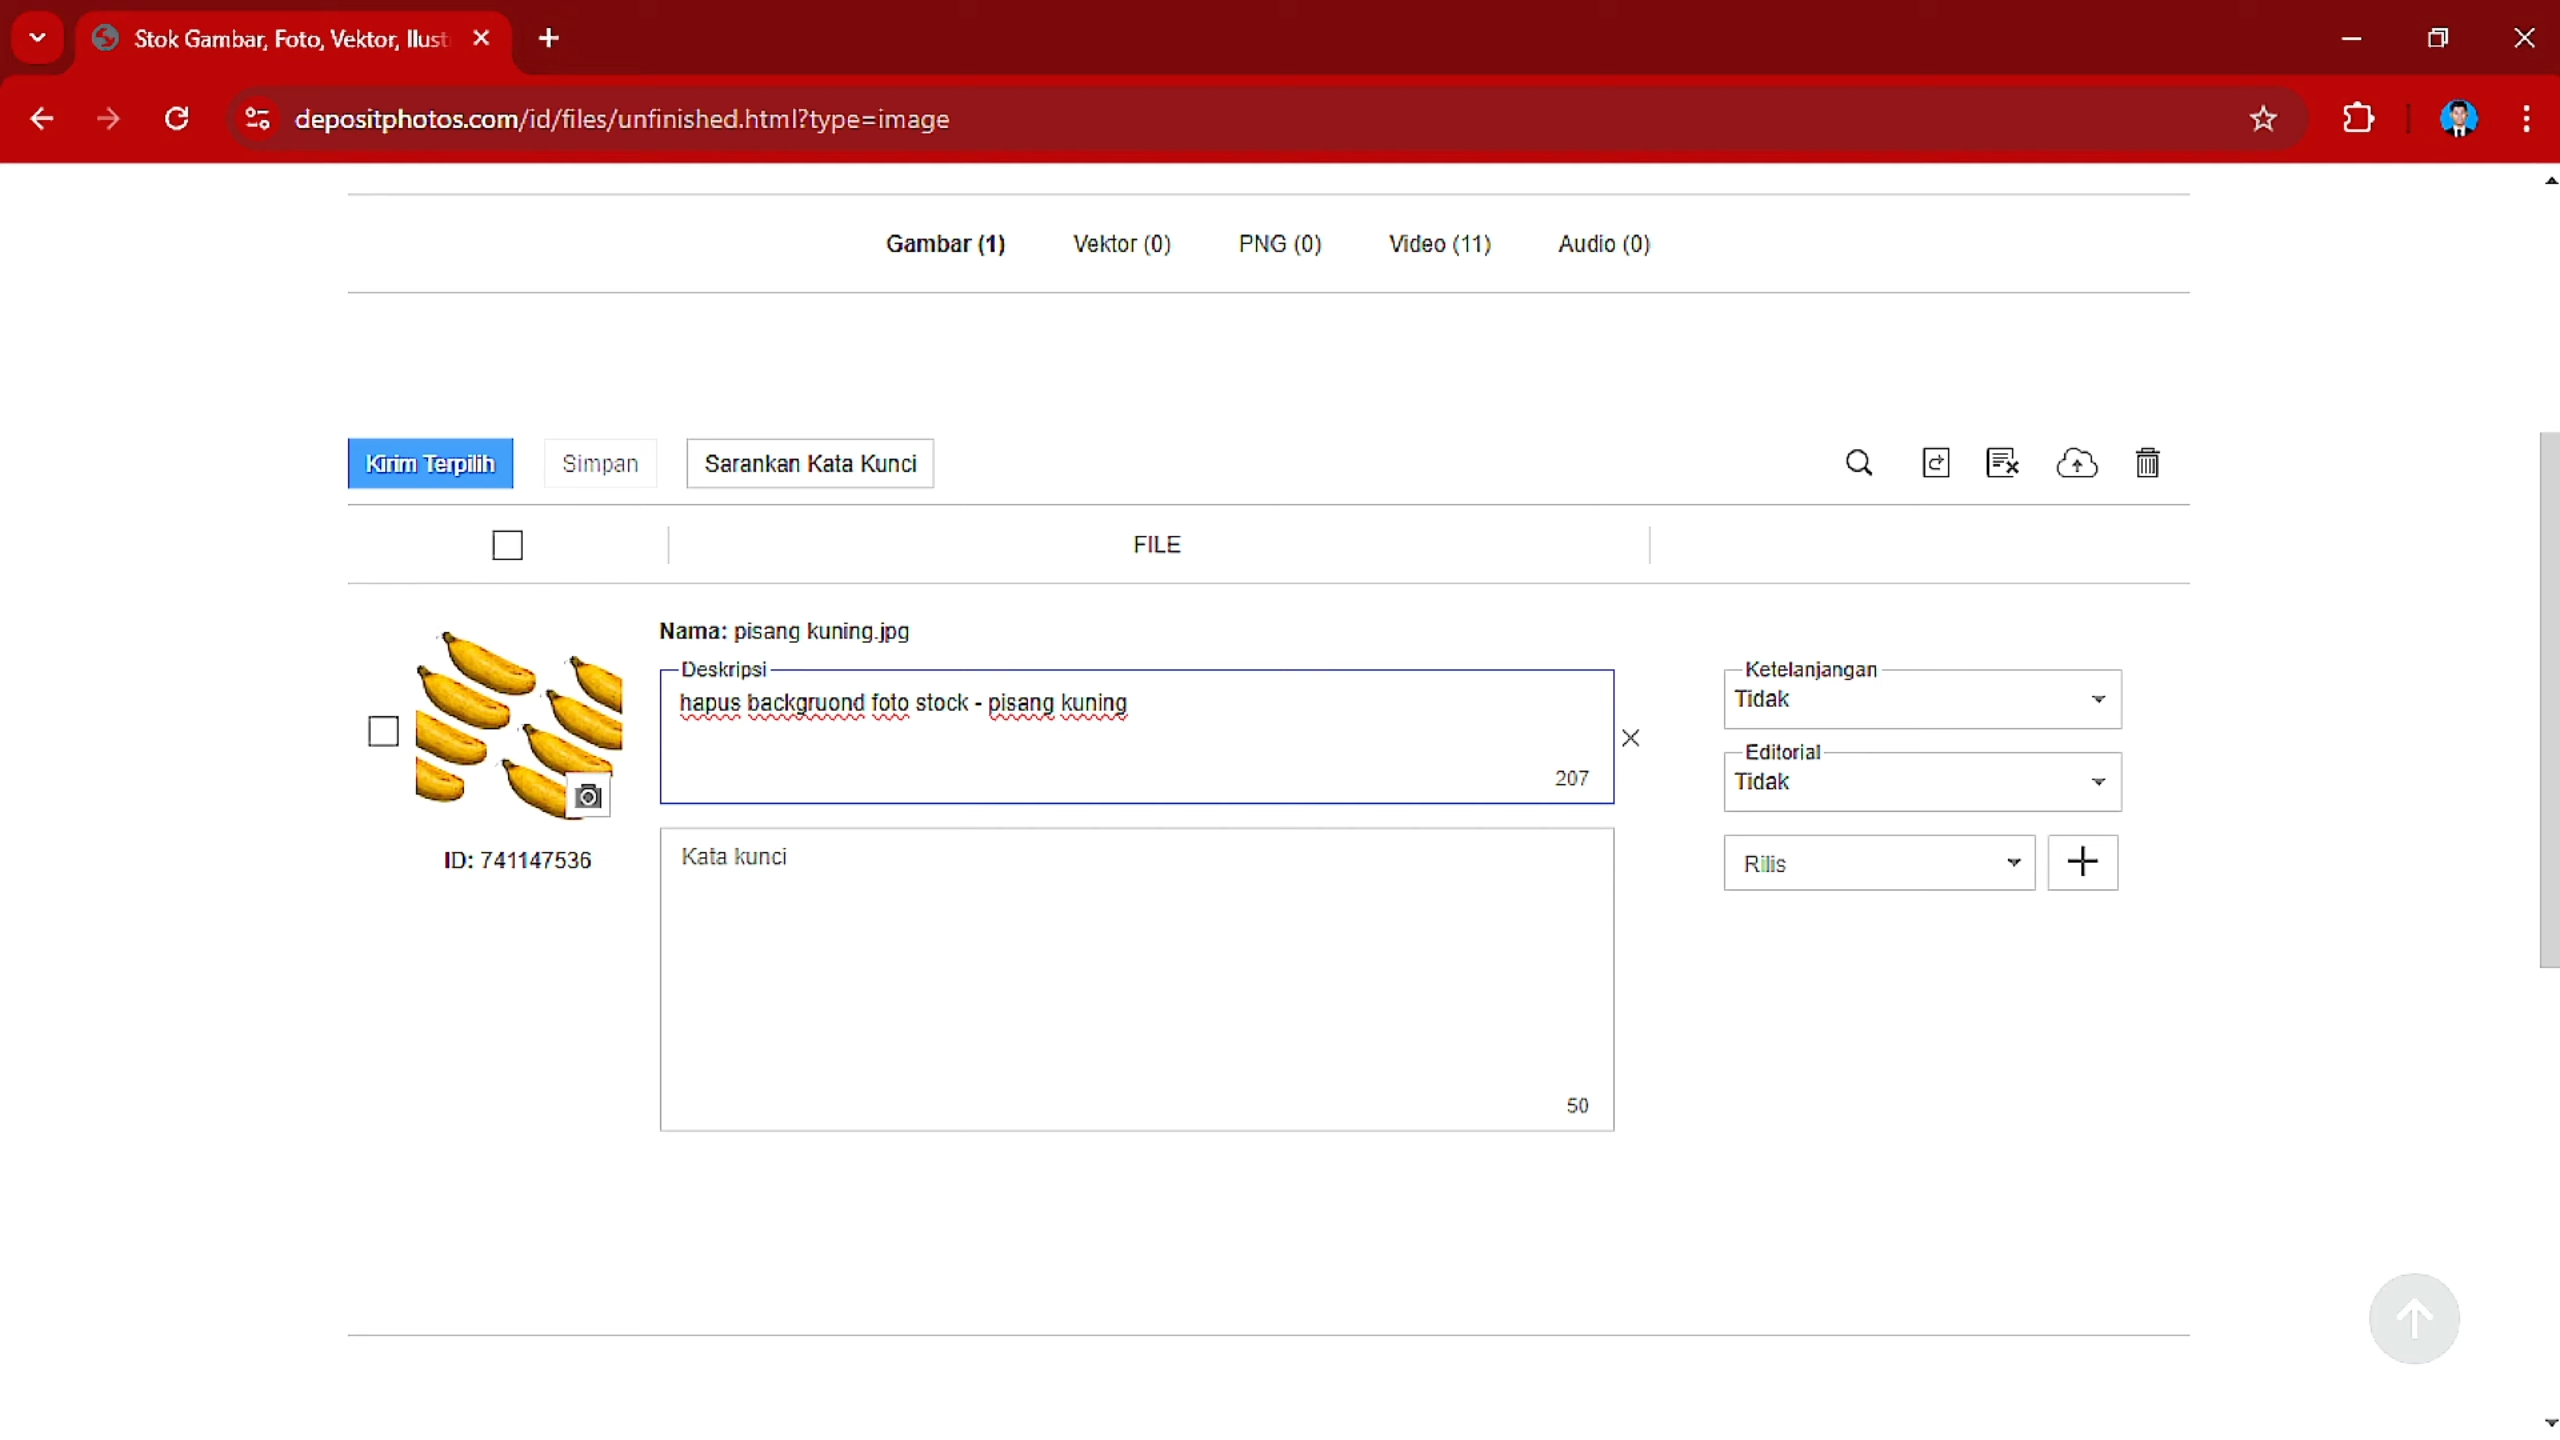 Stok Gambar, Foto, Vektor, Ilust
depositphotos.com/id/files/unfinished.html?type=image
Gambar (1) Vektor (0) PNG (0) Video (11) Audio (0)
Kirim Terpilih Simpan Sarankan Kata Kunci
FILE
Nama: pisang kuning.jpg
Deskripsi
hapus backgruond foto stock - pisang kuning
207
Ketelanjangan
Tidak
Editorial
Tidak
ID: 741147536
Kata kunci
50
Rilis